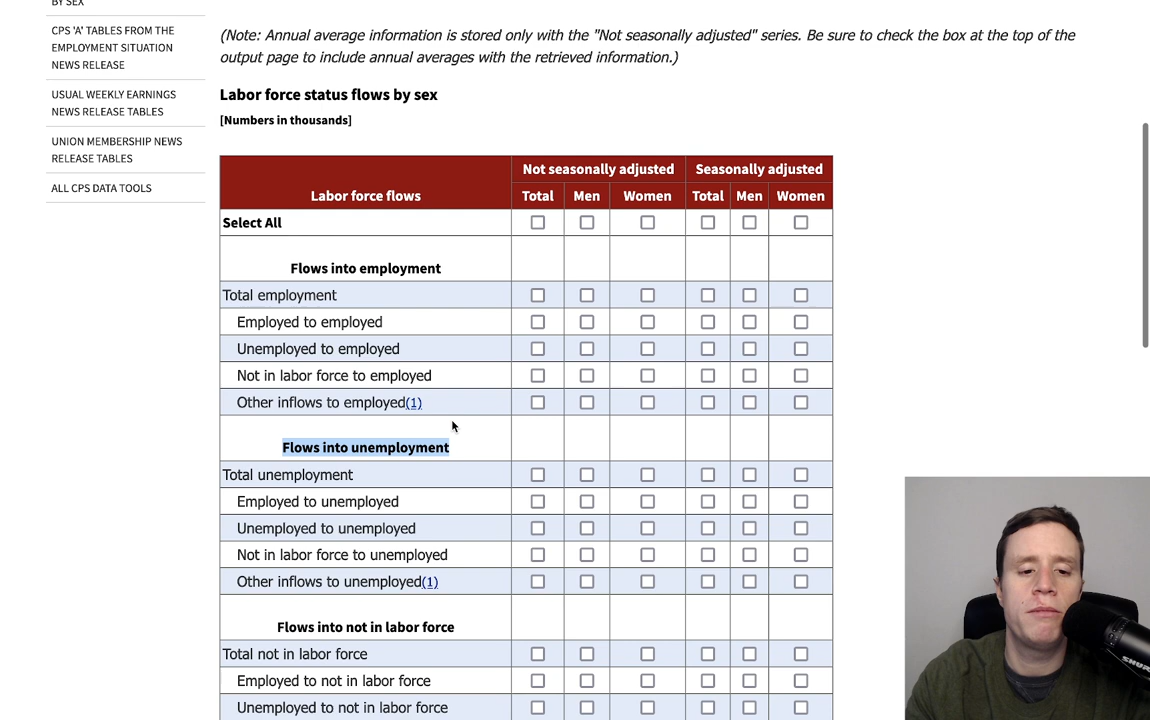 BY SEX
CPS 'A' TABLES FROM THE
EMPLOYMENT SITUATION
NEWS RELEASE
USUAL WEEKLY EARNINGS
NEWS RELEASE TABLES
UNION MEMBERSHIP NEWS
RELEASE TABLES
ALL CPS DATA TOOLS
(Note: Annual average information is stored only with the "Not seasonally adjusted" series. Be sure to check the box at the top of the
output page to include annual averages with the retrieved information.)
Labor force status flows by sex
[Numbers in thousands]
Labor force flows
Not seasonally adjusted Seasonally adjusted
Total Men Women Total Men Women
Select All
Flows into employment
Total employment
Employed to employed
Unemployed to employed
Not in labor force to employed
Other inflows to employed(1)
Flows into unemployment
Total unemployment
Employed to unemployed
Unemployed to unemployed
Not in labor force to unemployed
Other inflows to unemployed(1)
Flows into not in labor force
Total not in labor force
Employed to not in labor force
Unemployed to not in labor force
SHURE